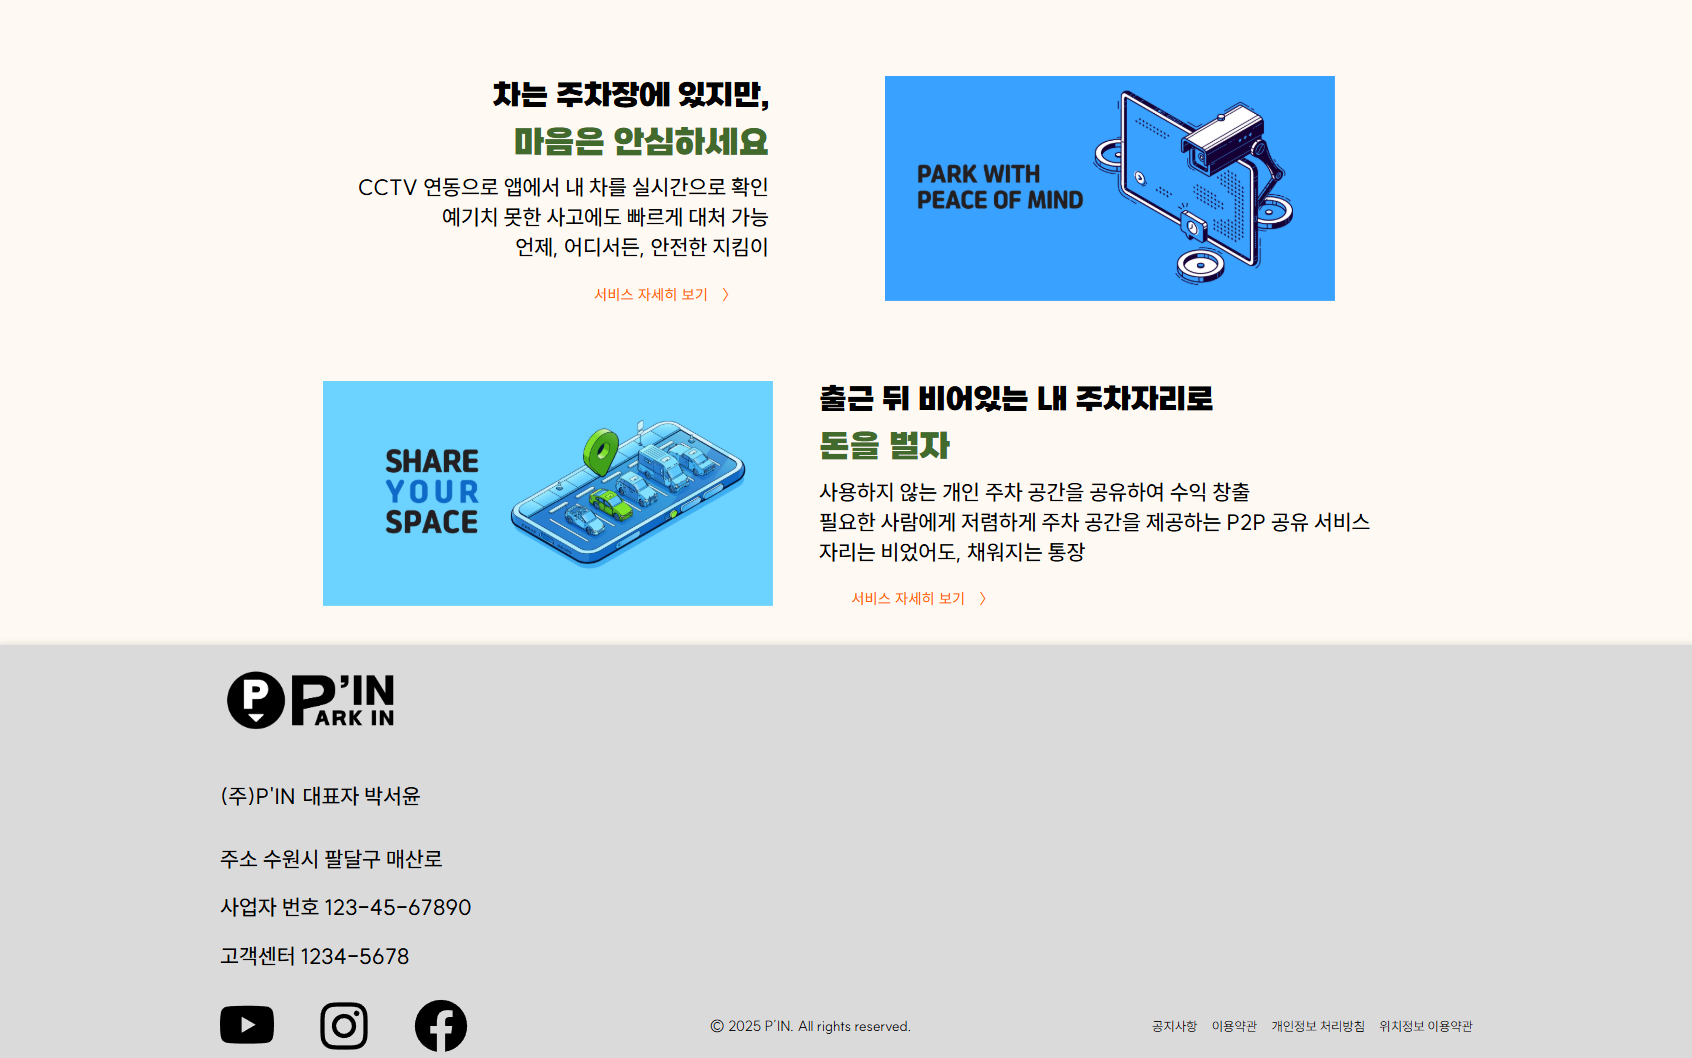 차는 주차장에 있지만,
마음은 안심하세요
CCTV 연동으로 앱에서 내 차를 실시간으로 확인
예기치 못한 사고에도 빠르게 대처 가능
언제, 어디서든, 안전한 지킴이
서비스 자세히 보기 〉
PARK WITH
PEACE OF MIND
SHARE
YOUR
SPACE
출근 뒤 비어있는 내 주차자리로
돈을 벌자
사용하지 않는 개인 주차 공간을 공유하여 수익 창출
필요한 사람에게 저렴하게 주차 공간을 제공하는 P2P 공유 서비스
자리는 비었어도, 채워지는 통장
서비스 자세히 보기 〉
P P'IN
ARK IN
(주)P'IN 대표자 박서윤
주소 수원시 팔달구 매산로
사업자 번호 123-45-67890
고객센터 1234-5678
© 2025 P'IN. All rights reserved.
공지사항 이용약관 개인정보 처리방침 위치정보 이용약관